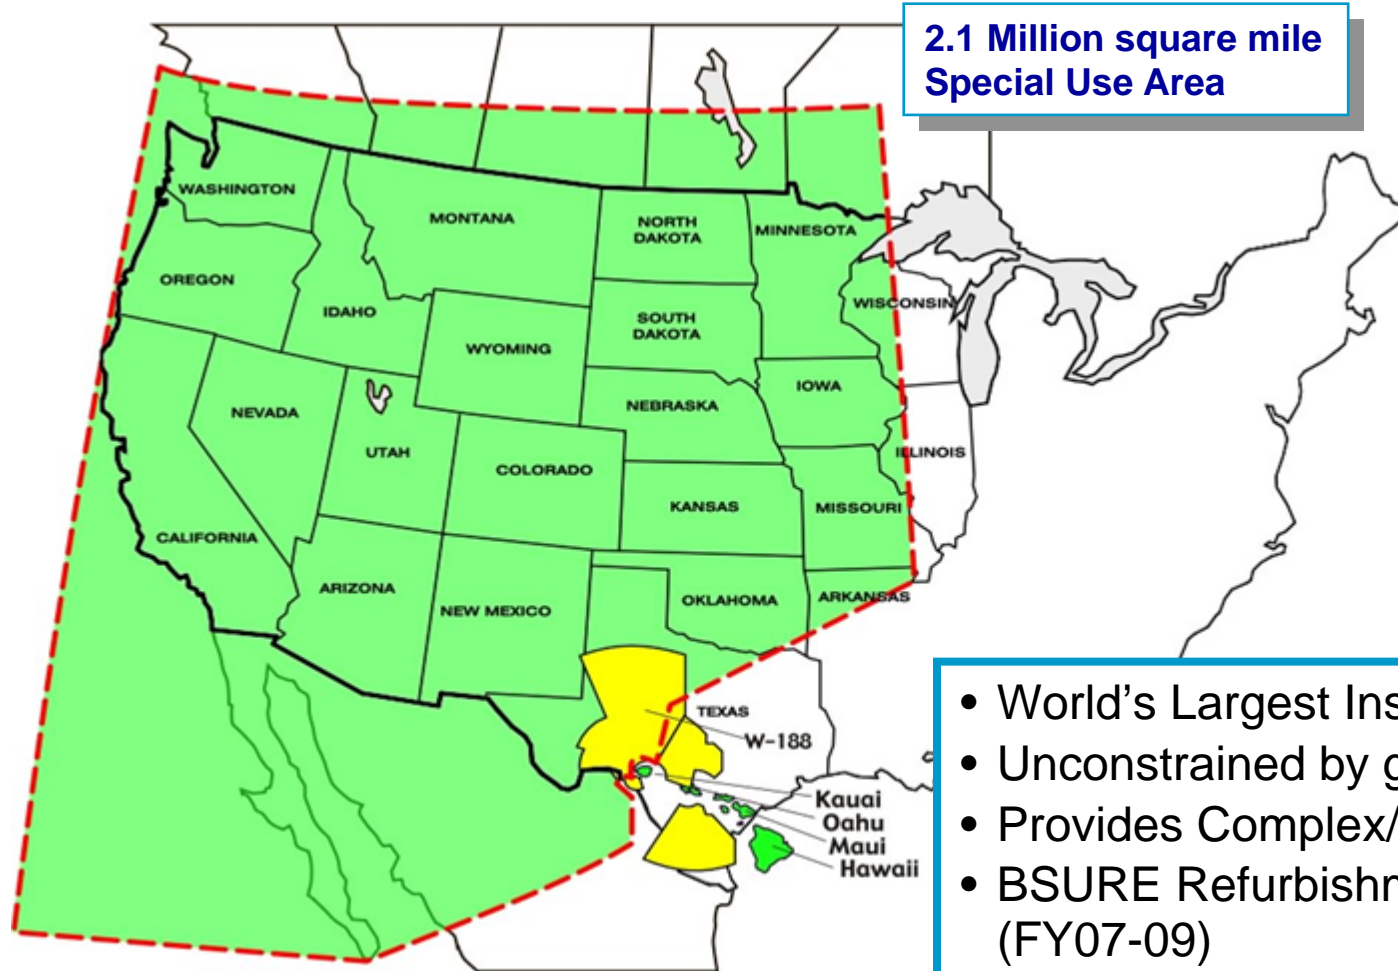 2.1 Million square mile
Special Use Area
WASHINGTON
MONTANA
NORTH
DAKOTA
MINNESOTA
OREGON
IDAHO
WISCONSIN
SOUTH
DAKOTA
WYOMING
IOWA
NEVADA
NEBRASKA
UTAH
COLORADO
ILLINOIS
KANSAS
MISSOURI
CALIFORNIA
ARIZONA
NEW MEXICO
OKLAHOMA
ARKANSAS
TEXAS
W-188
Kauai
Oahu
Maui
Hawaii
• World’s Largest
• Unconstrained by
• Provides Complex/
• BSURE
(FY07-09)